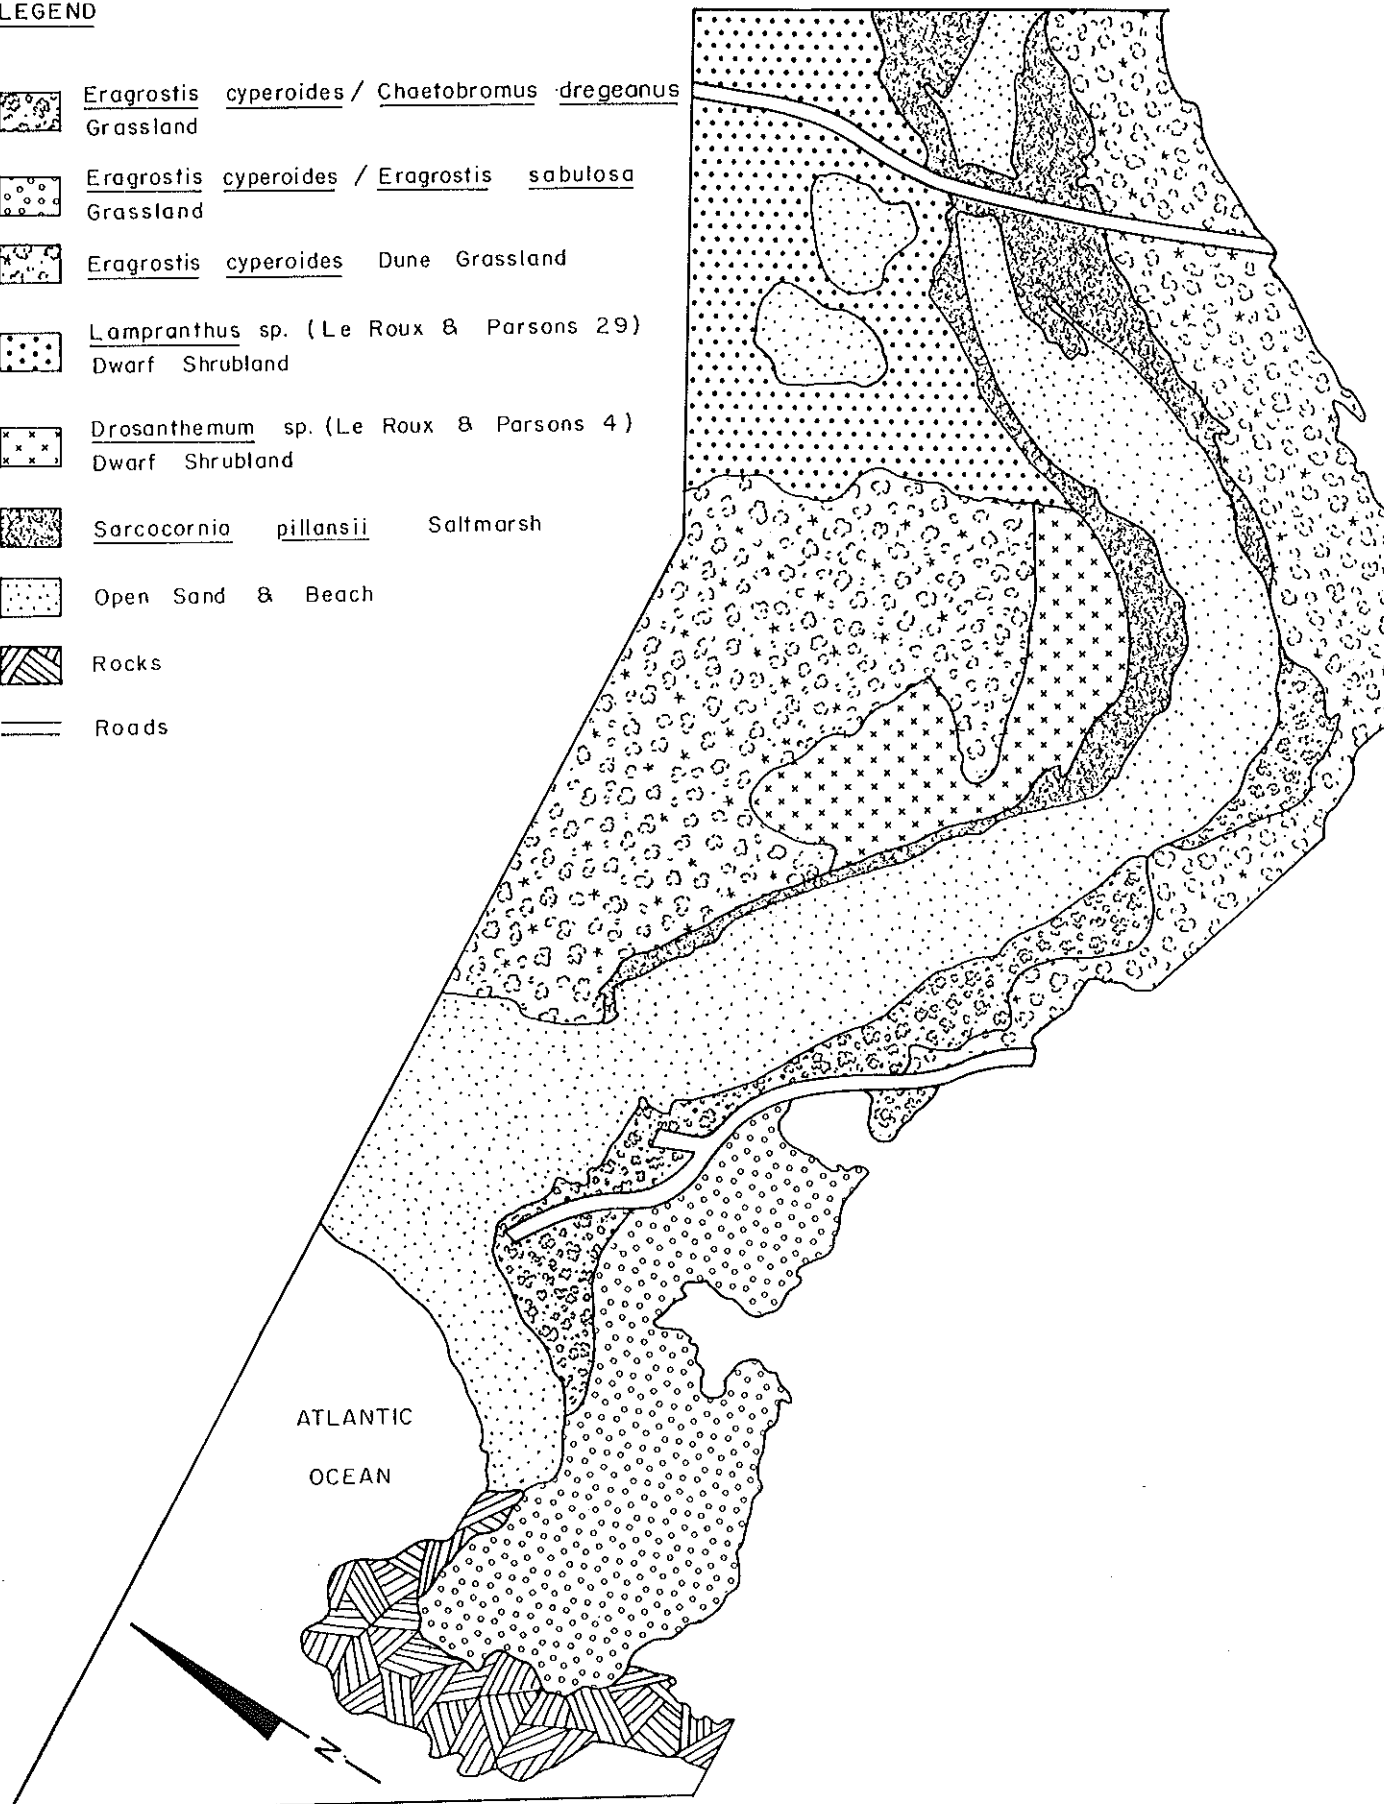 LEGEND
Eragrostis cyperoides / Chaetobromus dregeanus
Grassland
Eragrostis cyperoides / Eragrostis sabulosa
Grassland
Eragrostis cyperoides Dune Grassland
Lampranthus sp. (Le Roux & Parsons 29)
Dwarf Shrubland
Drosanthemum sp. (Le Roux & Parsons 4)
Dwarf Shrubland
Sarcocornia pillansii Saltmarsh
Open Sand & Beach
Rocks
Roads
ATLANTIC
OCEAN
N